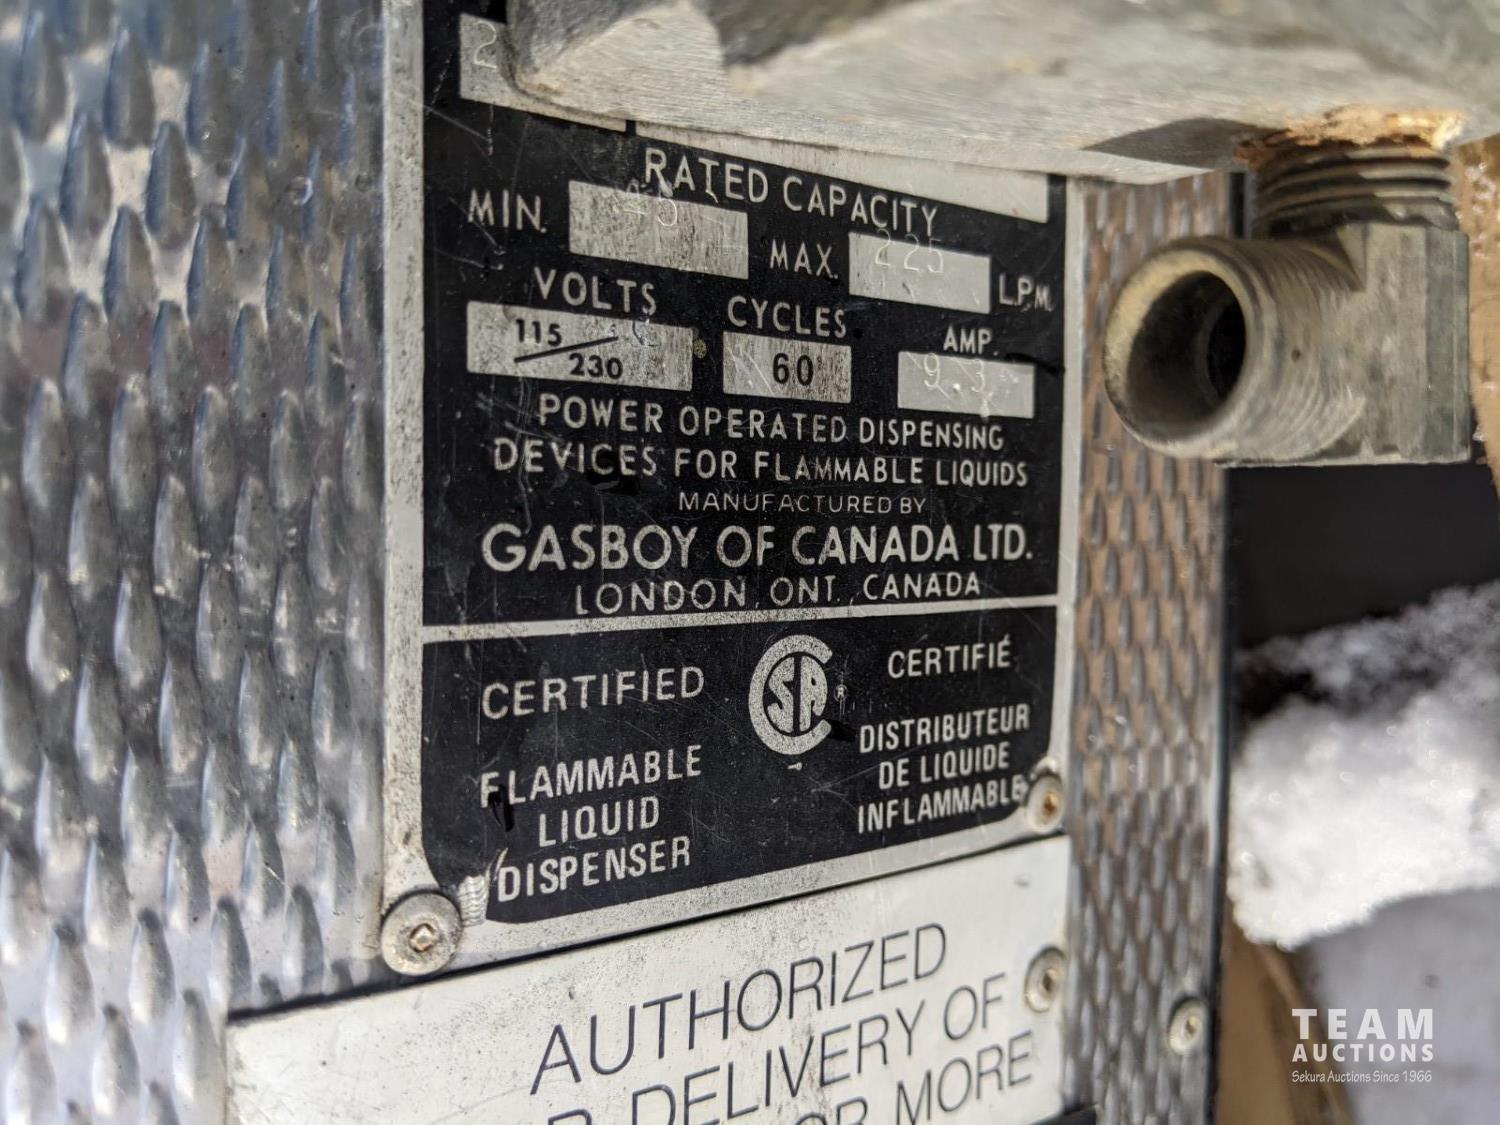 2
RATED CAPACITY
MIN. 45 MAX. 225 L.P.M.
VOLTS CYCLES AMP.
115/230 60 9.3
POWER OPERATED DISPENSING
DEVICES FOR FLAMMABLE LIQUIDS
MANUFACTURED BY
GASBOY OF CANADA LTD.
LONDON, ONT. CANADA
CERTIFIED CSA ® CERTIFIÉ
FLAMMABLE
LIQUID
DISPENSER
DISTRIBUTEUR
DE LIQUIDE
INFLAMMABLE
AUTHORIZED
DELIVERY OF
OR MORE
TEAM
AUCTIONS
Sekura Auctions Since 1966